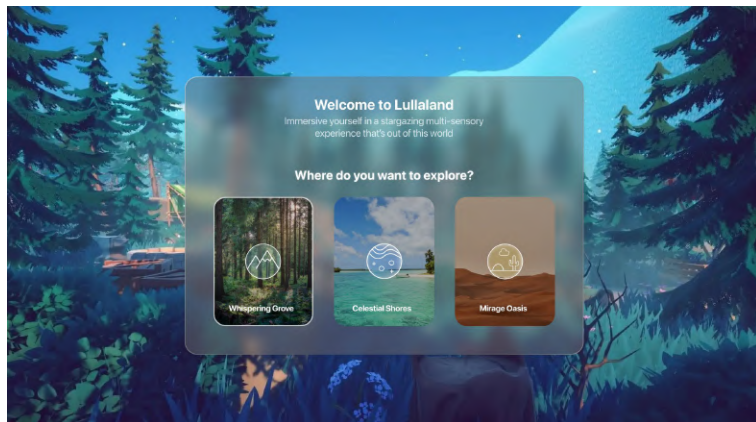 Welcome to Lullaland
Immersive yourself in a stargazing multi-sensory
experience that's out of this world
Where do you want to explore?
Whispering Grove
Celestial Shores
Mirage Oasis